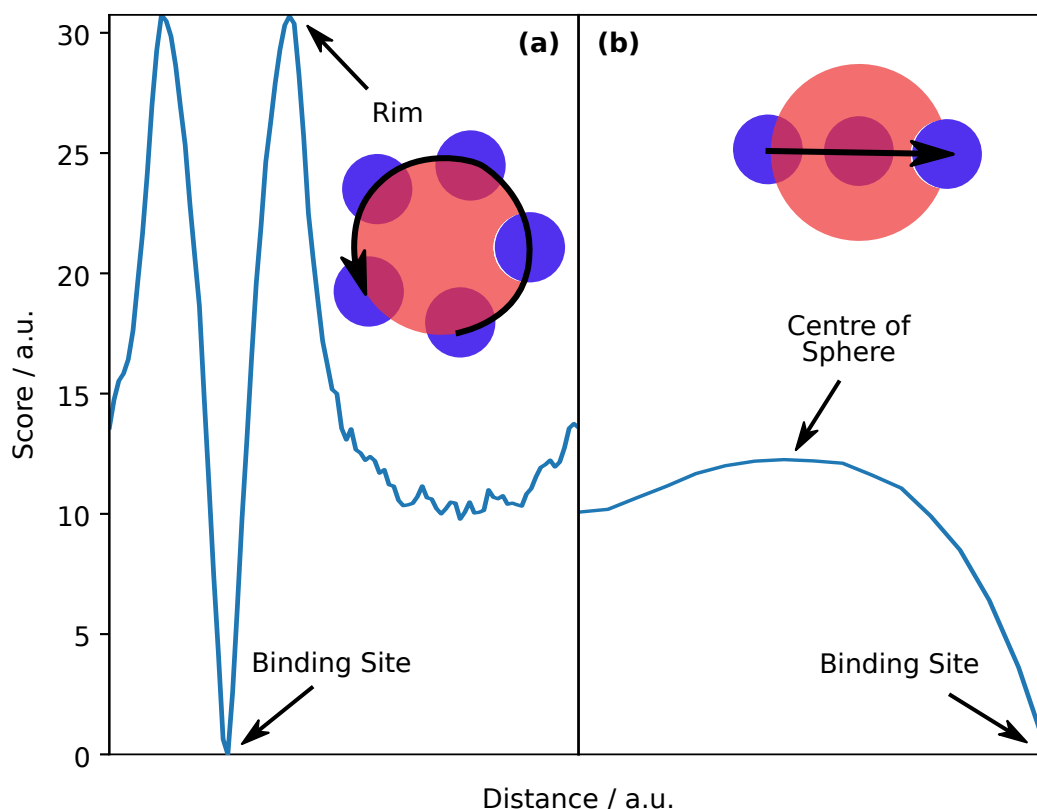 (a)
(b)
Rim
Centre of
Sphere
Binding Site
Binding Site
Score / a.u.
30
25
20
15
10
5
0
Distance / a.u.